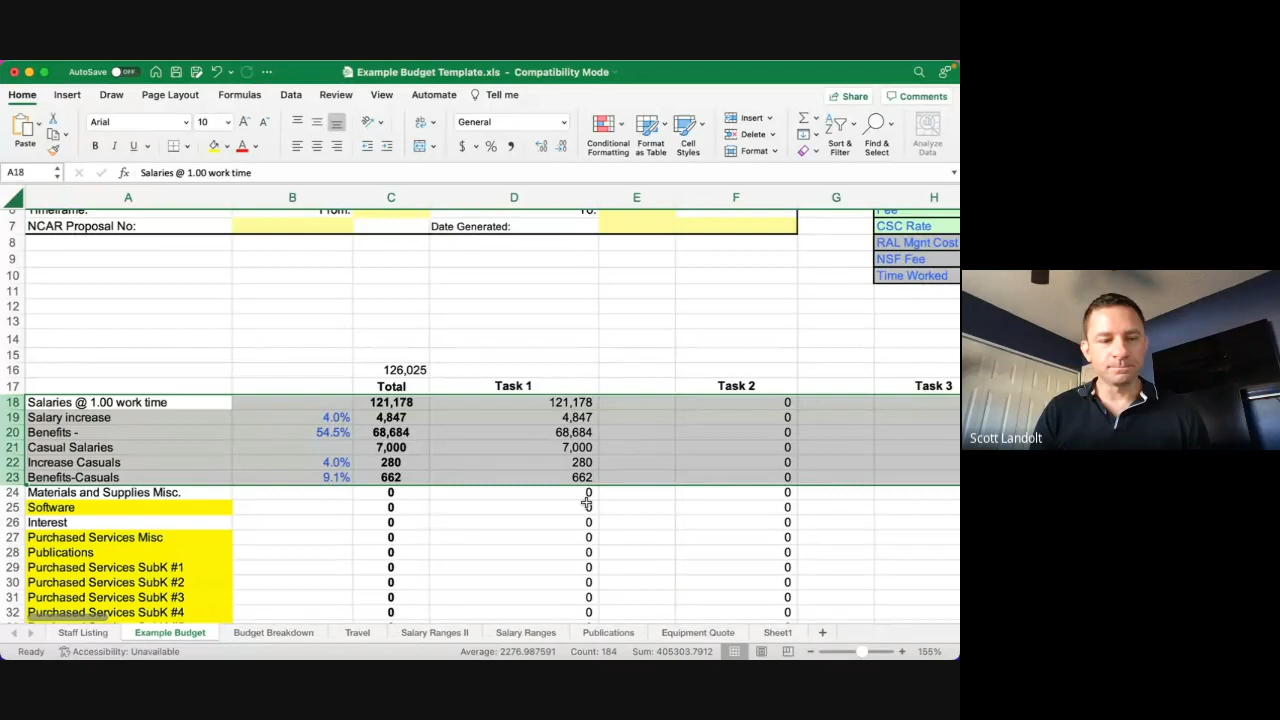 AutoSave OFF Example Budget Template.xls - Compatibility Mode
Home Insert Draw Page Layout Formulas Data Review View Automate Tell me Share Comments
Paste Arial 10 General Conditional Formatting Format as Table Cell Styles Insert Delete Format Sort & Filter Find & Select Analyze Data
A18 fx Salaries @ 1.00 work time
A B C D E F G H
6 Timeframe: From: To: Fee
7 NCAR Proposal No: Date Generated: CSC Rate
8 RAL Mgnt Cost
9 NSF Fee
10 Time Worked
11
12
13
14
15
16 126,025
17 Total Task 1 Task 2 Task 3
18 Salaries @ 1.00 work time 121,178 121,178 0
19 Salary increase 4.0% 4,847 4,847 0
20 Benefits - 54.5% 68,684 68,684 0
21 Casual Salaries 7,000 7,000 0
22 Increase Casuals 4.0% 280 280 0
23 Benefits-Casuals 9.1% 662 662 0
24 Materials and Supplies Misc. 0 0 0
25 Software 0 0 0
26 Interest 0 0 0
27 Purchased Services Misc 0 0 0
28 Publications 0 0 0
29 Purchased Services SubK #1 0 0 0
30 Purchased Services SubK #2 0 0 0
31 Purchased Services SubK #3 0 0 0
32 Purchased Services SubK #4 0 0 0
Staff Listing Example Budget Budget Breakdown Travel Salary Ranges II Salary Ranges Publications Equipment Quote Sheet1
Ready Accessibility: Unavailable Average: 2276.987591 Count: 184 Sum: 405303.7912 155%
Scott Landolt